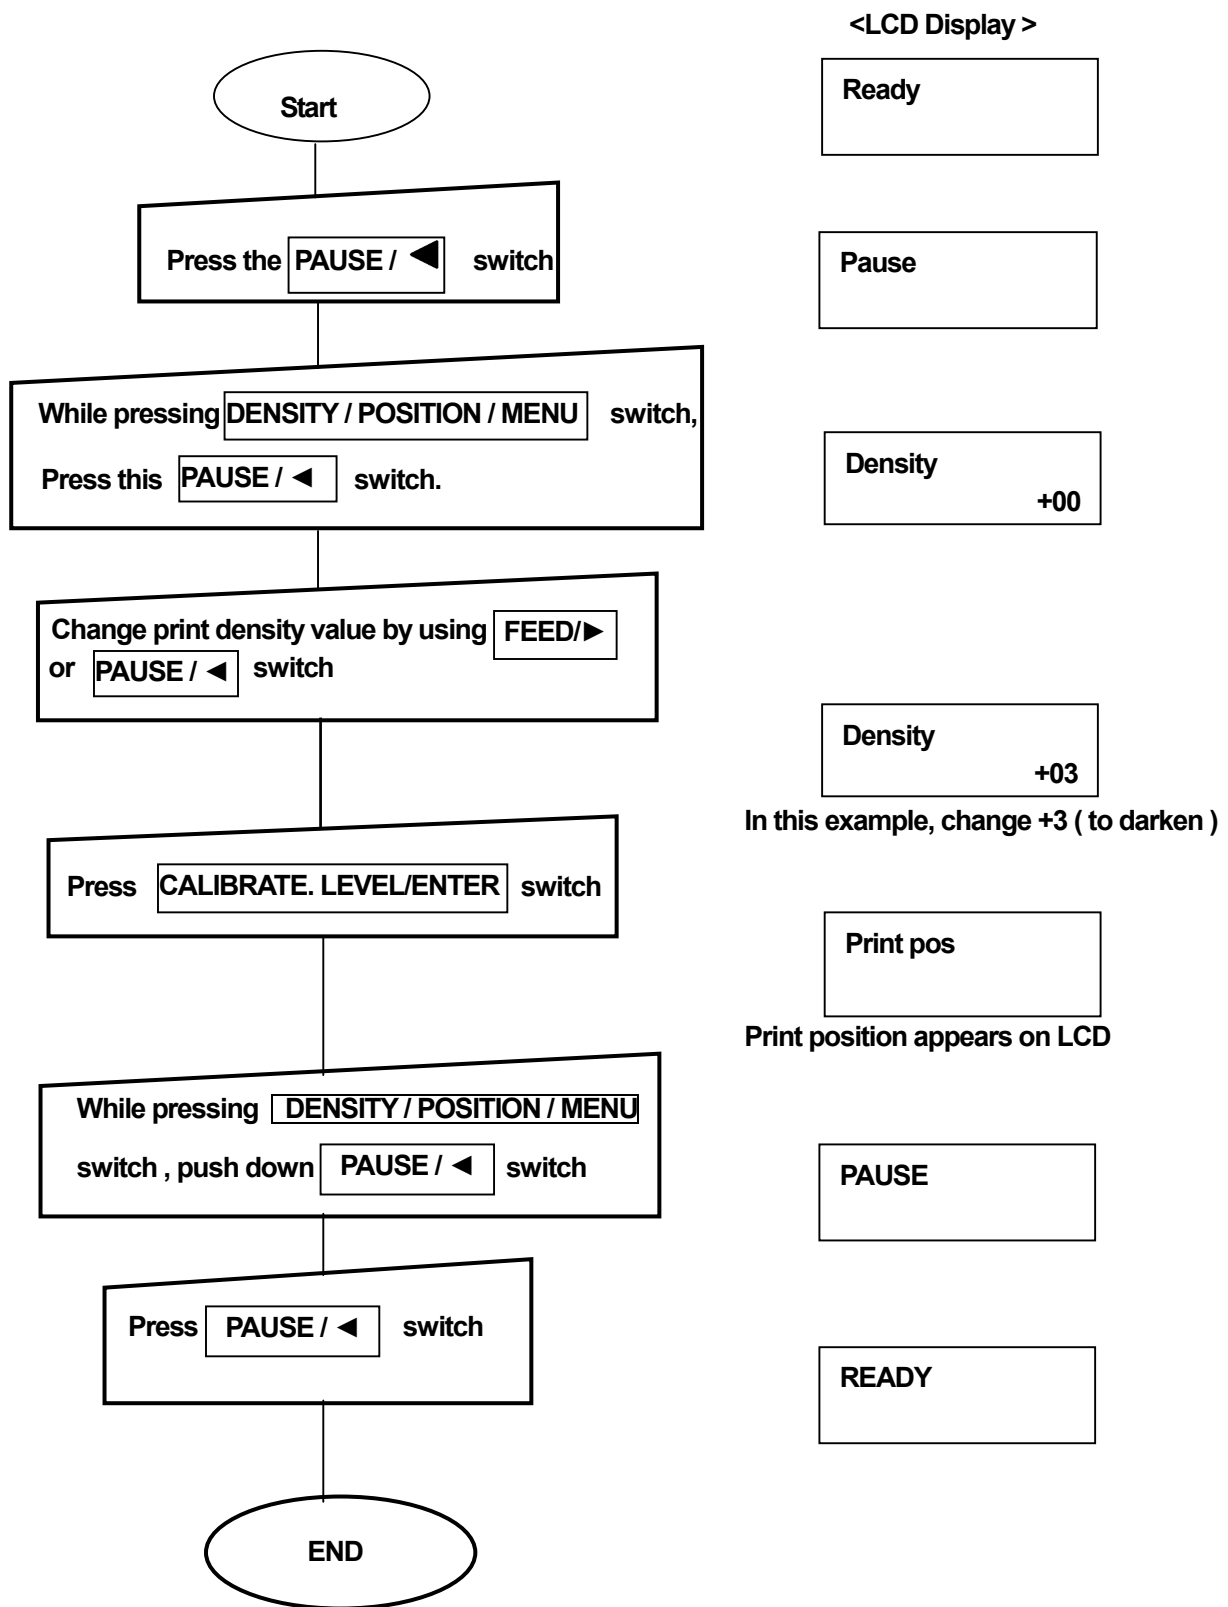 <LCD Display >
Start
Ready
Press the PAUSE / ◀ switch
Pause
While pressing DENSITY / POSITION / MENU switch,
Press this PAUSE / ◄ switch.
Density
+00
Change print density value by using FEED/►
or PAUSE / ◄ switch
Density
+03
In this example, change +3 ( to darken )
Press CALIBRATE. LEVEL/ENTER switch
Print pos
Print position appears on LCD
While pressing DENSITY / POSITION / MENU
switch , push down PAUSE / ◄ switch
PAUSE
Press PAUSE / ◄ switch
READY
END